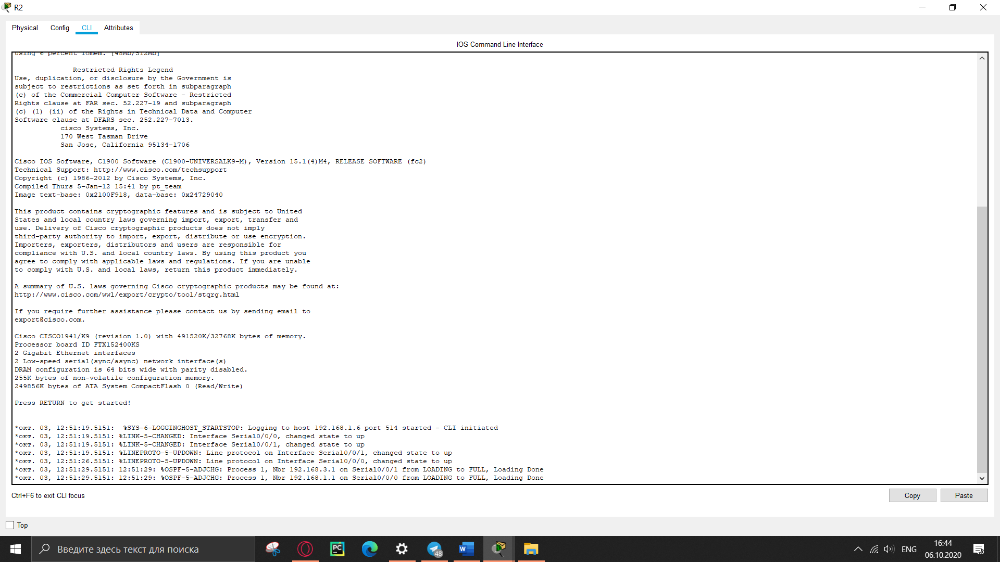 R2
Physical Config CLI Attributes
IOS Command Line Interface
Using 6 percent iomem. [48Mb/512Mb]
Restricted Rights Legend
Use, duplication, or disclosure by the Government is
subject to restrictions as set forth in subparagraph
(c) of the Commercial Computer Software - Restricted
Rights clause at FAR sec. 52.227-19 and subparagraph
(c) (1) (ii) of the Rights in Technical Data and Computer
Software clause at DFARS sec. 252.227-7013.
cisco Systems, Inc.
170 West Tasman Drive
San Jose, California 95134-1706
Cisco IOS Software, C1900 Software (C1900-UNIVERSALK9-M), Version 15.1(4)M4, RELEASE SOFTWARE (fc2)
Technical Support: http://www.cisco.com/techsupport
Copyright (c) 1986-2012 by Cisco Systems, Inc.
Compiled Thurs 5-Jan-12 15:41 by pt_team
Image text-base: 0x2100F918, data-base: 0x24729040
This product contains cryptographic features and is subject to United
States and local country laws governing import, export, transfer and
use. Delivery of Cisco cryptographic products does not imply
third-party authority to import, export, distribute or use encryption.
Importers, exporters, distributors and users are responsible for
compliance with U.S. and local country laws. By using this product you
agree to comply with applicable laws and regulations. If you are unable
to comply with U.S. and local laws, return this product immediately.
A summary of U.S. laws governing Cisco cryptographic products may be found at:
http://www.cisco.com/wwl/export/crypto/tool/stqrg.html
If you require further assistance please contact us by sending email to
export@cisco.com.
Cisco CISCO1941/K9 (revision 1.0) with 491520K/32768K bytes of memory.
Processor board ID FTX152400KS
2 Gigabit Ethernet interfaces
2 Low-speed serial(sync/async) network interface(s)
DRAM configuration is 64 bits wide with parity disabled.
255K bytes of non-volatile configuration memory.
249856K bytes of ATA System CompactFlash 0 (Read/Write)
Press RETURN to get started!
*окт. 03, 12:51:19.5151:  %SYS-6-LOGGINGHOST_STARTSTOP: Logging to host 192.168.1.6 port 514 started - CLI initiated
*окт. 03, 12:51:19.5151: %LINK-5-CHANGED: Interface Serial0/0/0, changed state to up
*окт. 03, 12:51:19.5151: %LINK-5-CHANGED: Interface Serial0/0/1, changed state to up
*окт. 03, 12:51:19.5151: %LINEPROTO-5-UPDOWN: Line protocol on Interface Serial0/0/1, changed state to up
*окт. 03, 12:51:26.5151: %LINEPROTO-5-UPDOWN: Line protocol on Interface Serial0/0/0, changed state to up
*окт. 03, 12:51:29.5151: 12:51:29: %OSPF-5-ADJCHG: Process 1, Nbr 192.168.3.1 on Serial0/0/1 from LOADING to FULL, Loading Done
*окт. 03, 12:51:29.5151: 12:51:29: %OSPF-5-ADJCHG: Process 1, Nbr 192.168.1.1 on Serial0/0/0 from LOADING to FULL, Loading Done
Ctrl+F6 to exit CLI focus
Copy Paste
Top
Введите здесь текст для поиска
PC
48
W
ENG
16:44
06.10.2020
5